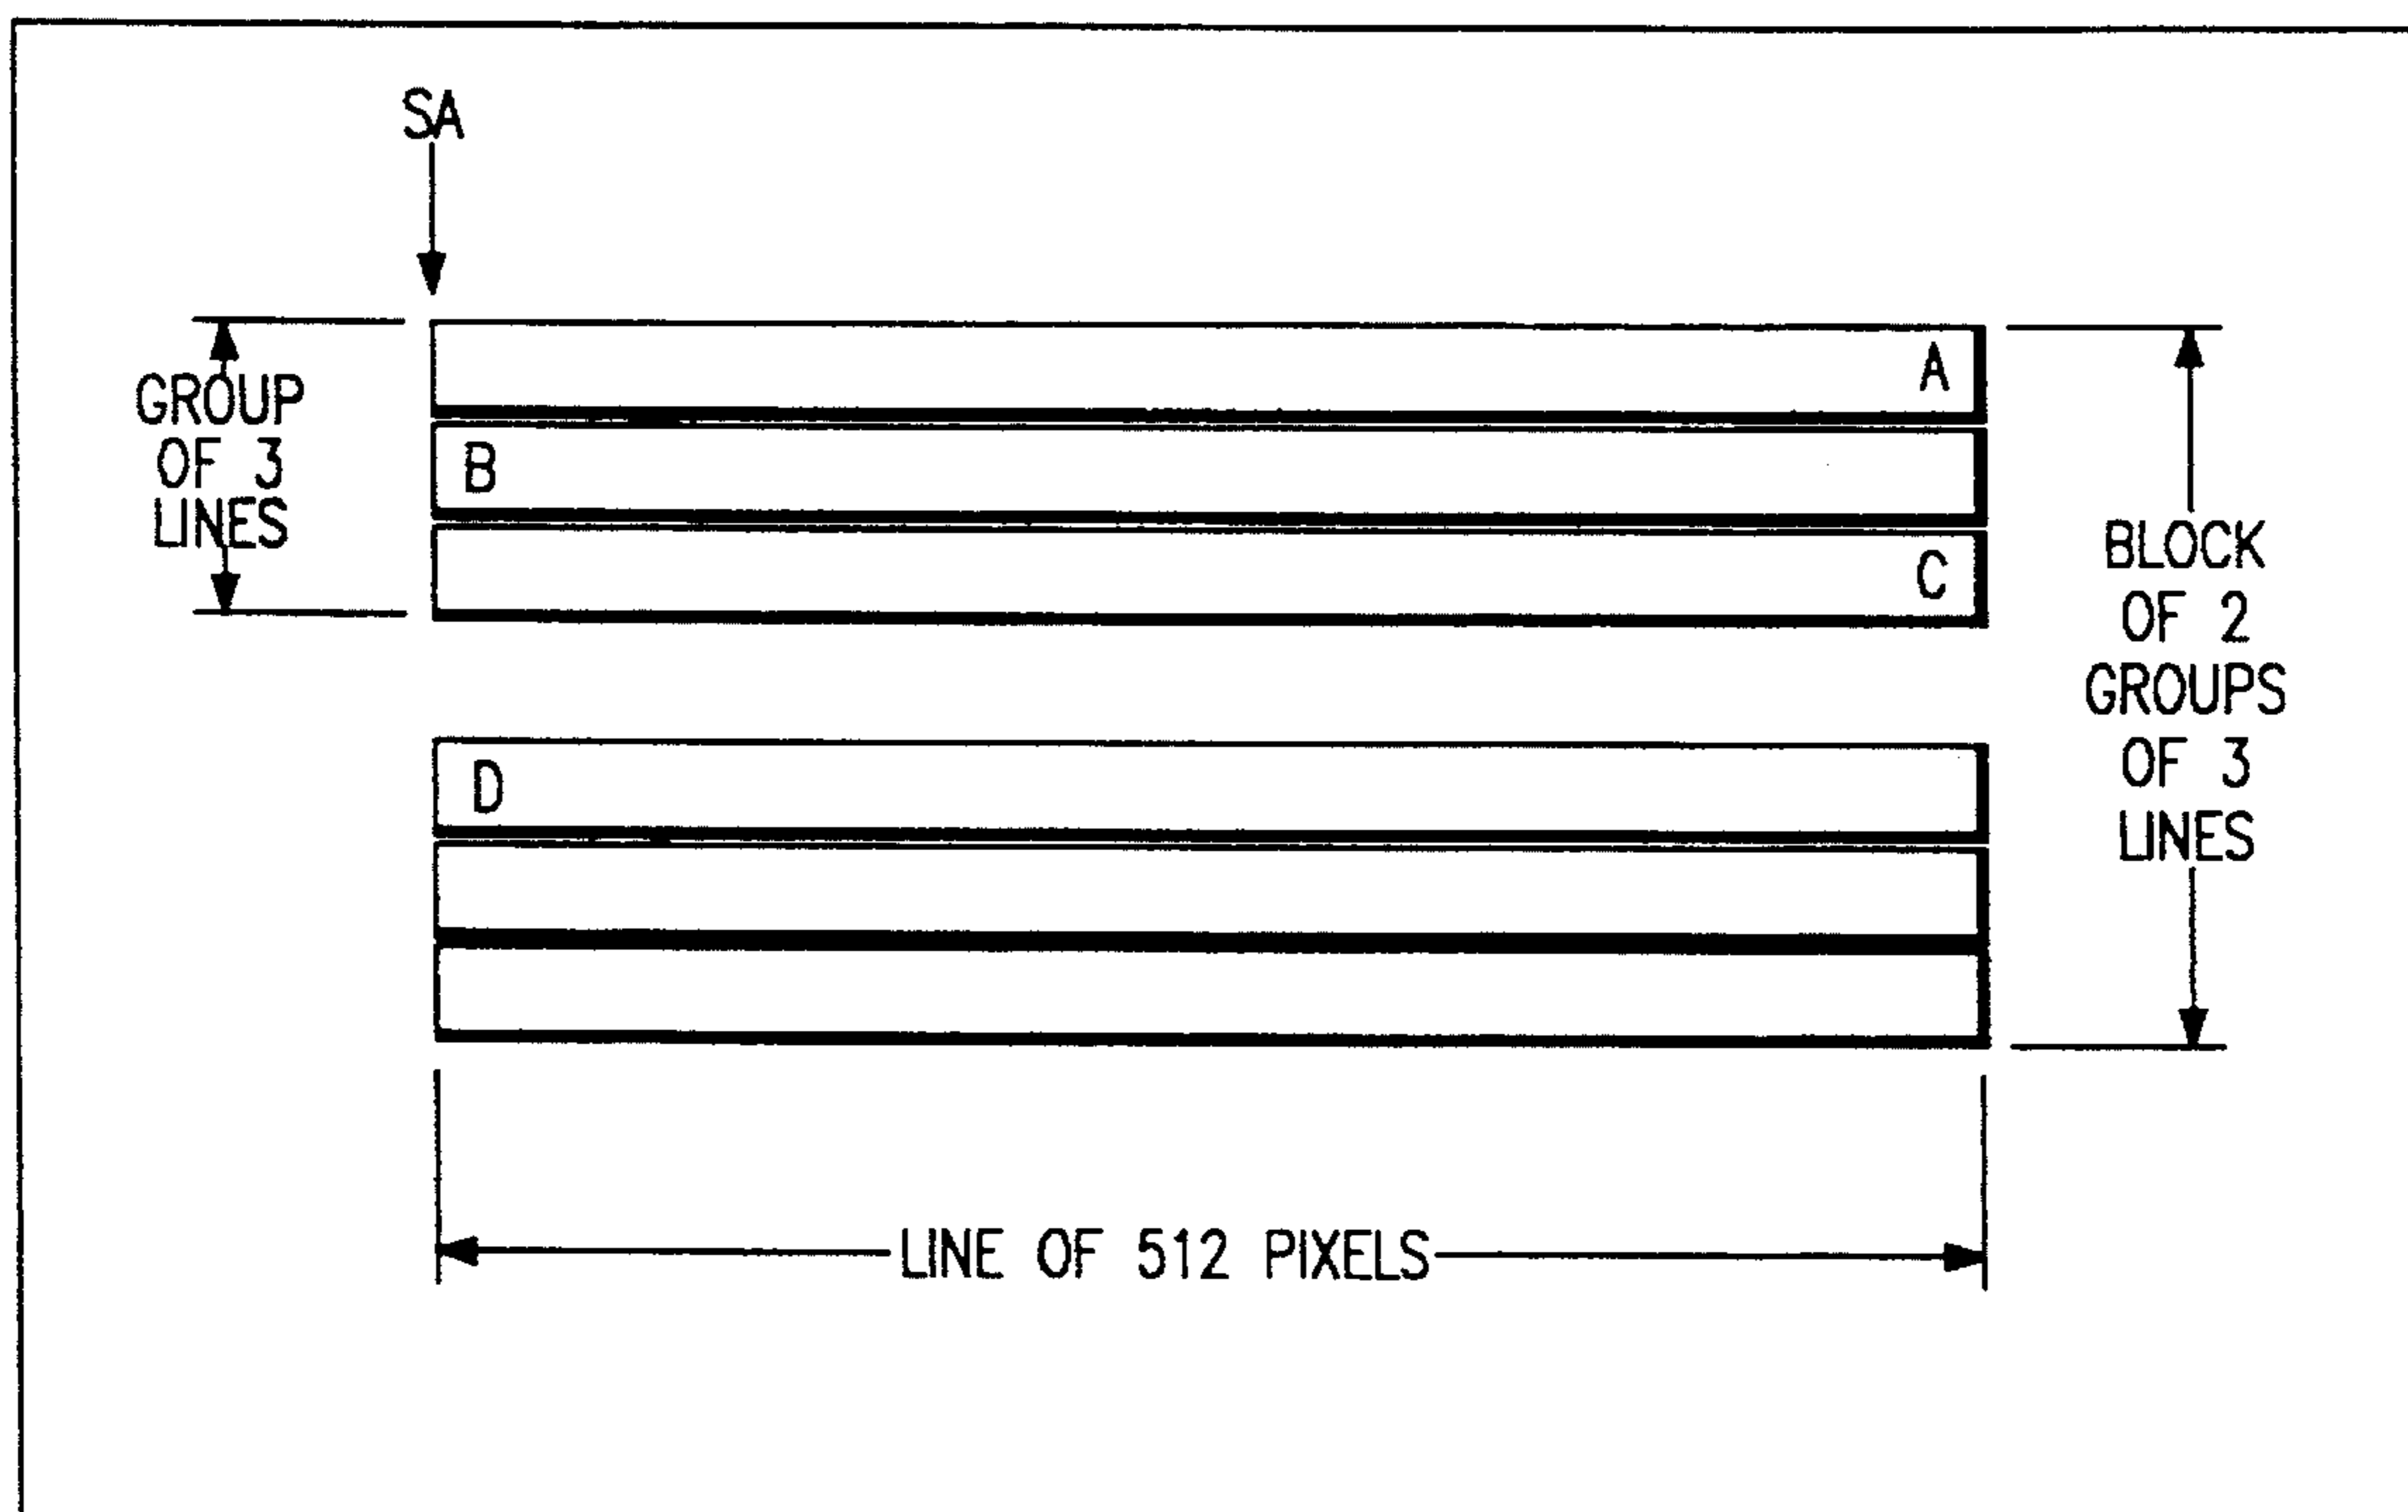 SA
GROUP
OF 3
LINES
A
B
C
D
BLOCK
OF 2
GROUPS
OF 3
LINES
LINE OF 512 PIXELS